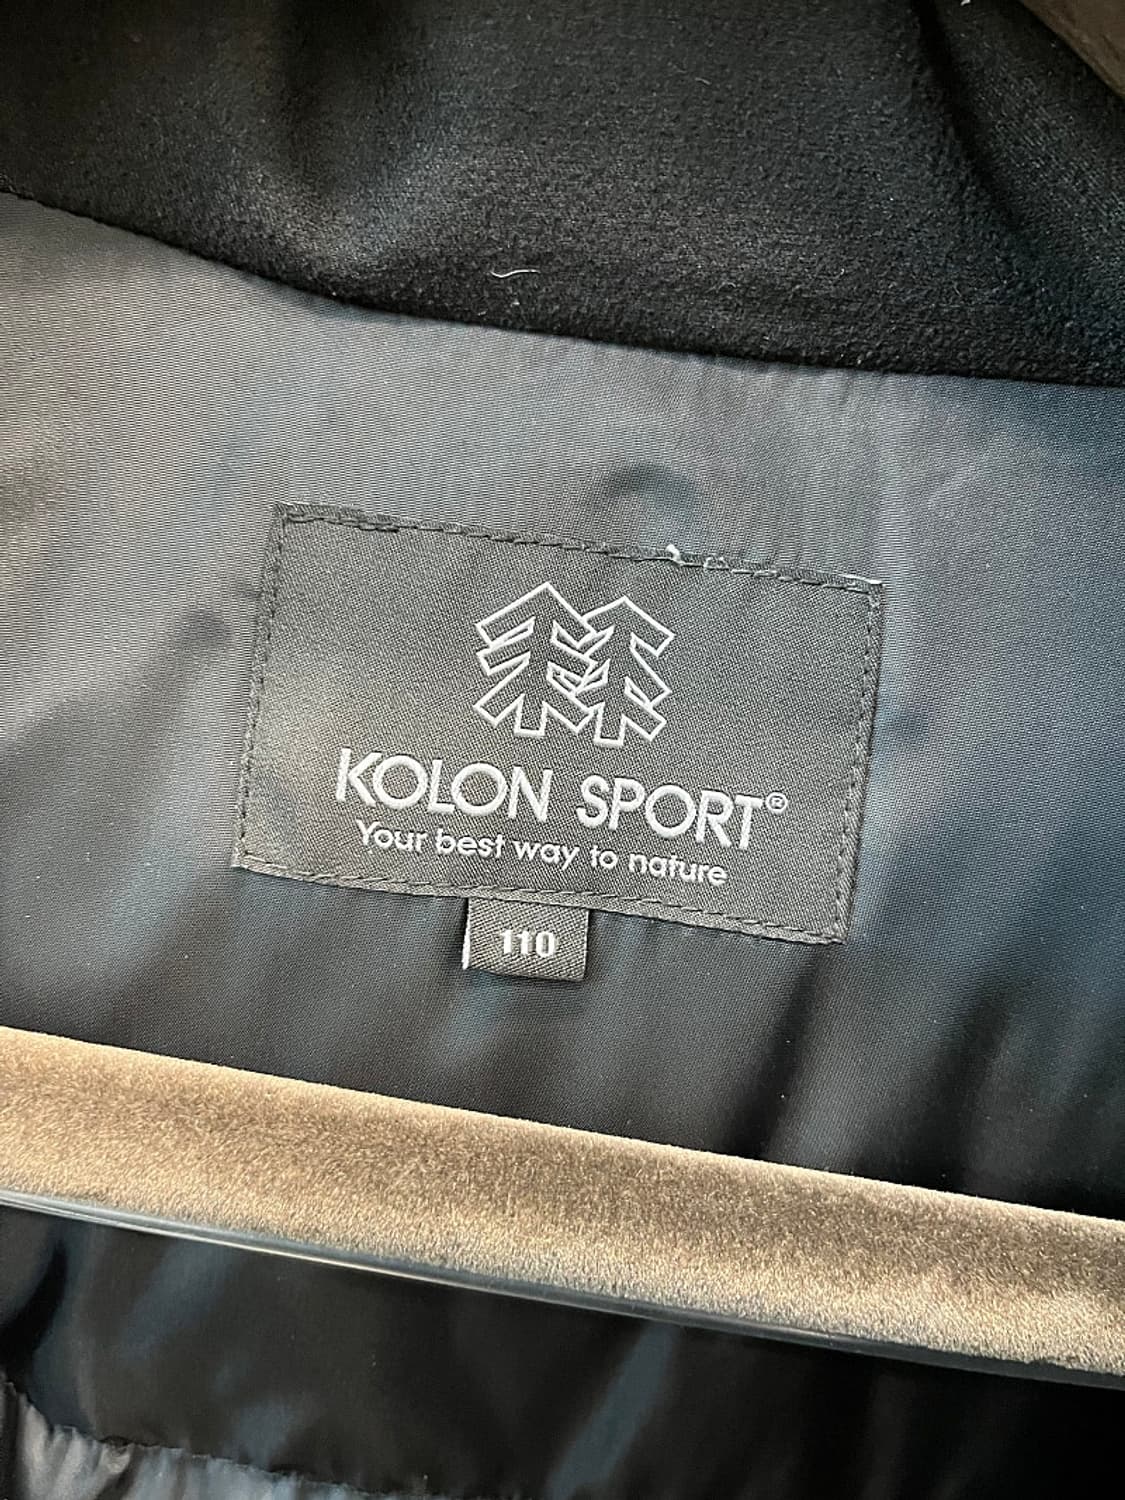 KOLON SPORT®
Your best way to nature
110